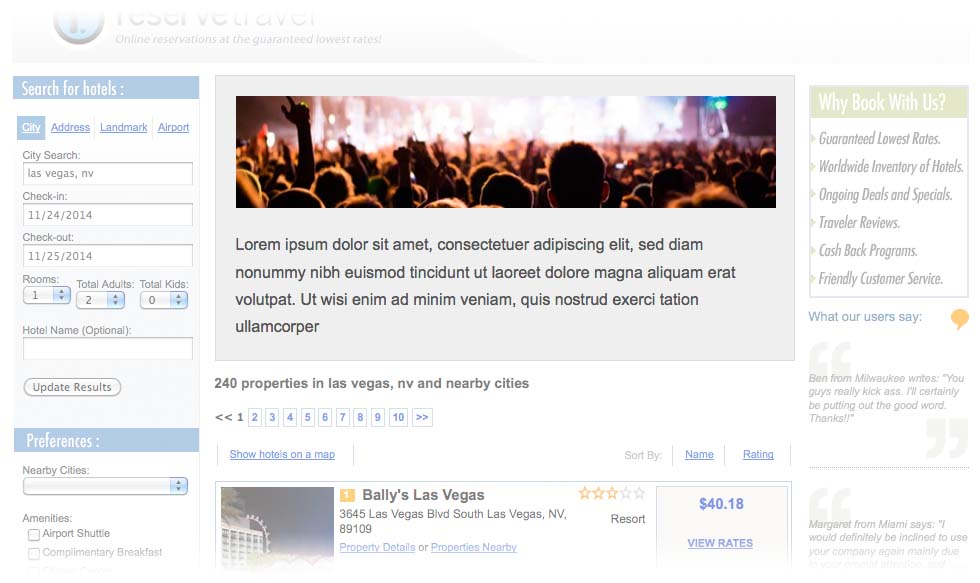 reservetravel
Online reservations at the guaranteed lowest rates!
Search for hotels :
City Address Landmark Airport
City Search:
las vegas, nv
Check-in:
11/24/2014
Check-out:
11/25/2014
Rooms: Total Adults: Total Kids:
1 2 0
Hotel Name (Optional):
Update Results
Preferences :
Nearby Cities:
Amenities:
Airport Shuttle
Complimentary Breakfast
Fitness Center
Lorem ipsum dolor sit amet, consectetuer adipiscing elit, sed diam
nonummy nibh euismod tincidunt ut laoreet dolore magna aliquam erat
volutpat. Ut wisi enim ad minim veniam, quis nostrud exerci tation
ullamcorper
240 properties in las vegas, nv and nearby cities
<< 1 2 3 4 5 6 7 8 9 10 >>
Show hotels on a map Sort By: Name Rating
1 Bally's Las Vegas
3645 Las Vegas Blvd South Las Vegas, NV,
89109
Property Details or Properties Nearby
Resort
$40.18
VIEW RATES
Why Book With Us?
Guaranteed Lowest Rates.
Worldwide Inventory of Hotels.
Ongoing Deals and Specials.
Traveler Reviews.
Cash Back Programs.
Friendly Customer Service.
What our users say:
Ben from Milwaukee writes: "You
guys really kick ass. I'll certainly
be putting out the good word.
Thanks!!"
Margaret from Miami says: "I
would definitely be inclined to use
your company again mainly due
to your prompt attention, and